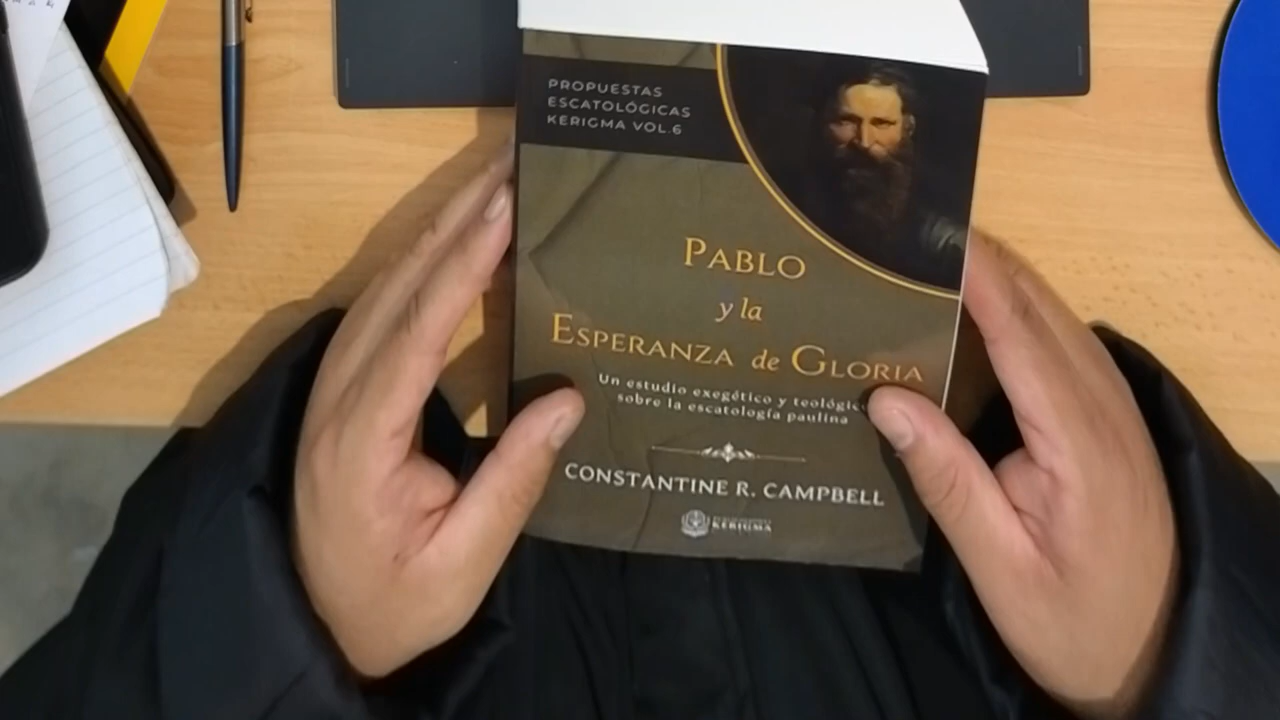 PROPUESTAS
ESCATOLÓGICAS
KERIGMA VOL.6
PABLO
y la
ESPERANZA de GLORIA
Un estudio exegético y teológico
sobre la escatología paulina
CONSTANTINE R. CAMPBELL
KERIGMA